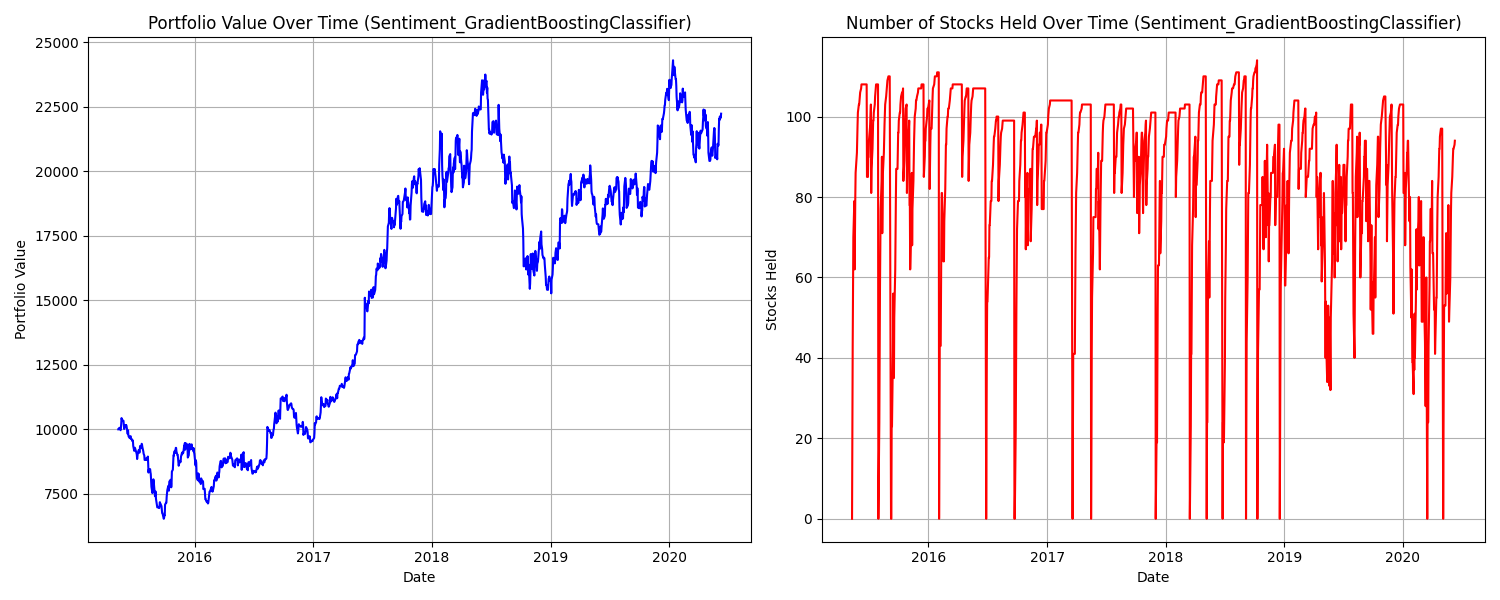 Portfolio Value Over Time (Sentiment_GradientBoostingClassifier)
25000
22500
20000
17500
15000
12500
10000
7500
Portfolio Value
2016 2017 2018 2019 2020
Date
Number of Stocks Held Over Time (Sentiment_GradientBoostingClassifier)
100
80
60
40
20
0
Stocks Held
2016 2017 2018 2019 2020
Date